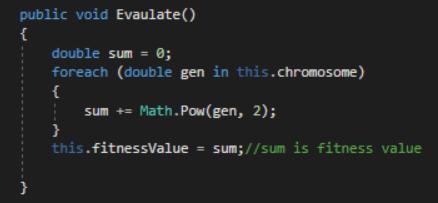 public void Evaulate()
{
double sum = 0;
foreach (double gen in this.chromosome)
{
sum += Math.Pow(gen, 2);
}
this.fitnessValue = sum;//sum is fitness value
}